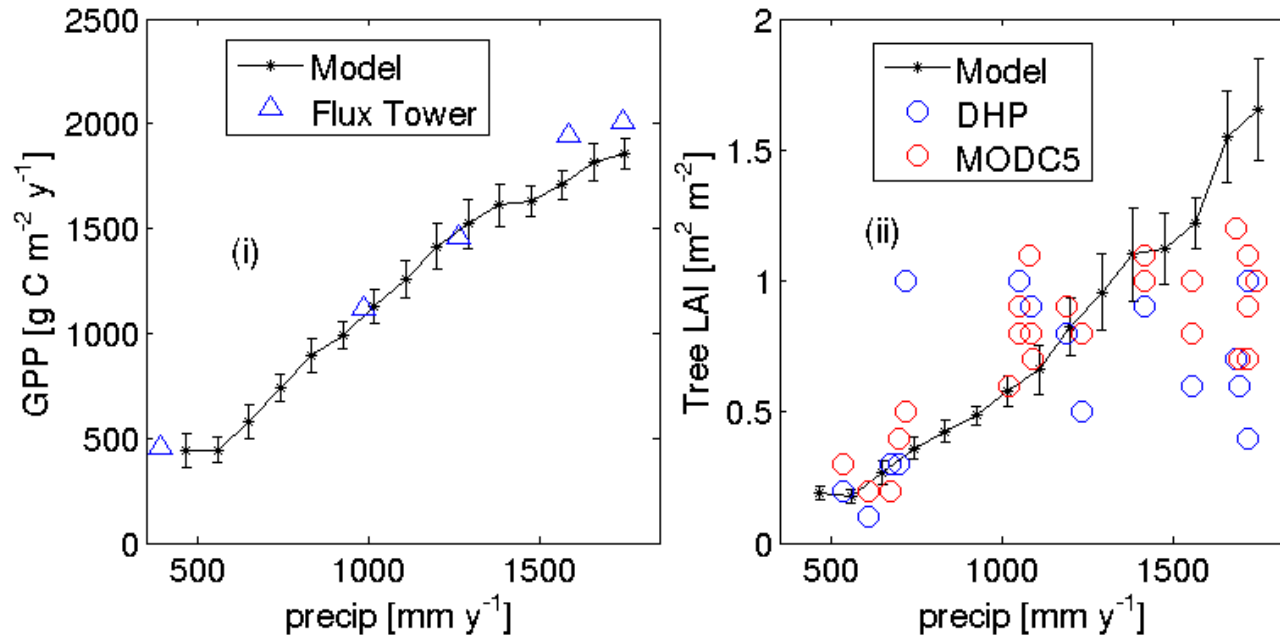 2500
2000
1500
1000
500
0
GPP [g C m⁻² y⁻¹]
Model
Flux Tower
(i)
500 1000 1500
precip [mm y⁻¹]
2
1.5
1
0.5
0
Tree LAI [m² m⁻²]
Model
DHP
MODC5
(ii)
500 1000 1500
precip [mm y⁻¹]